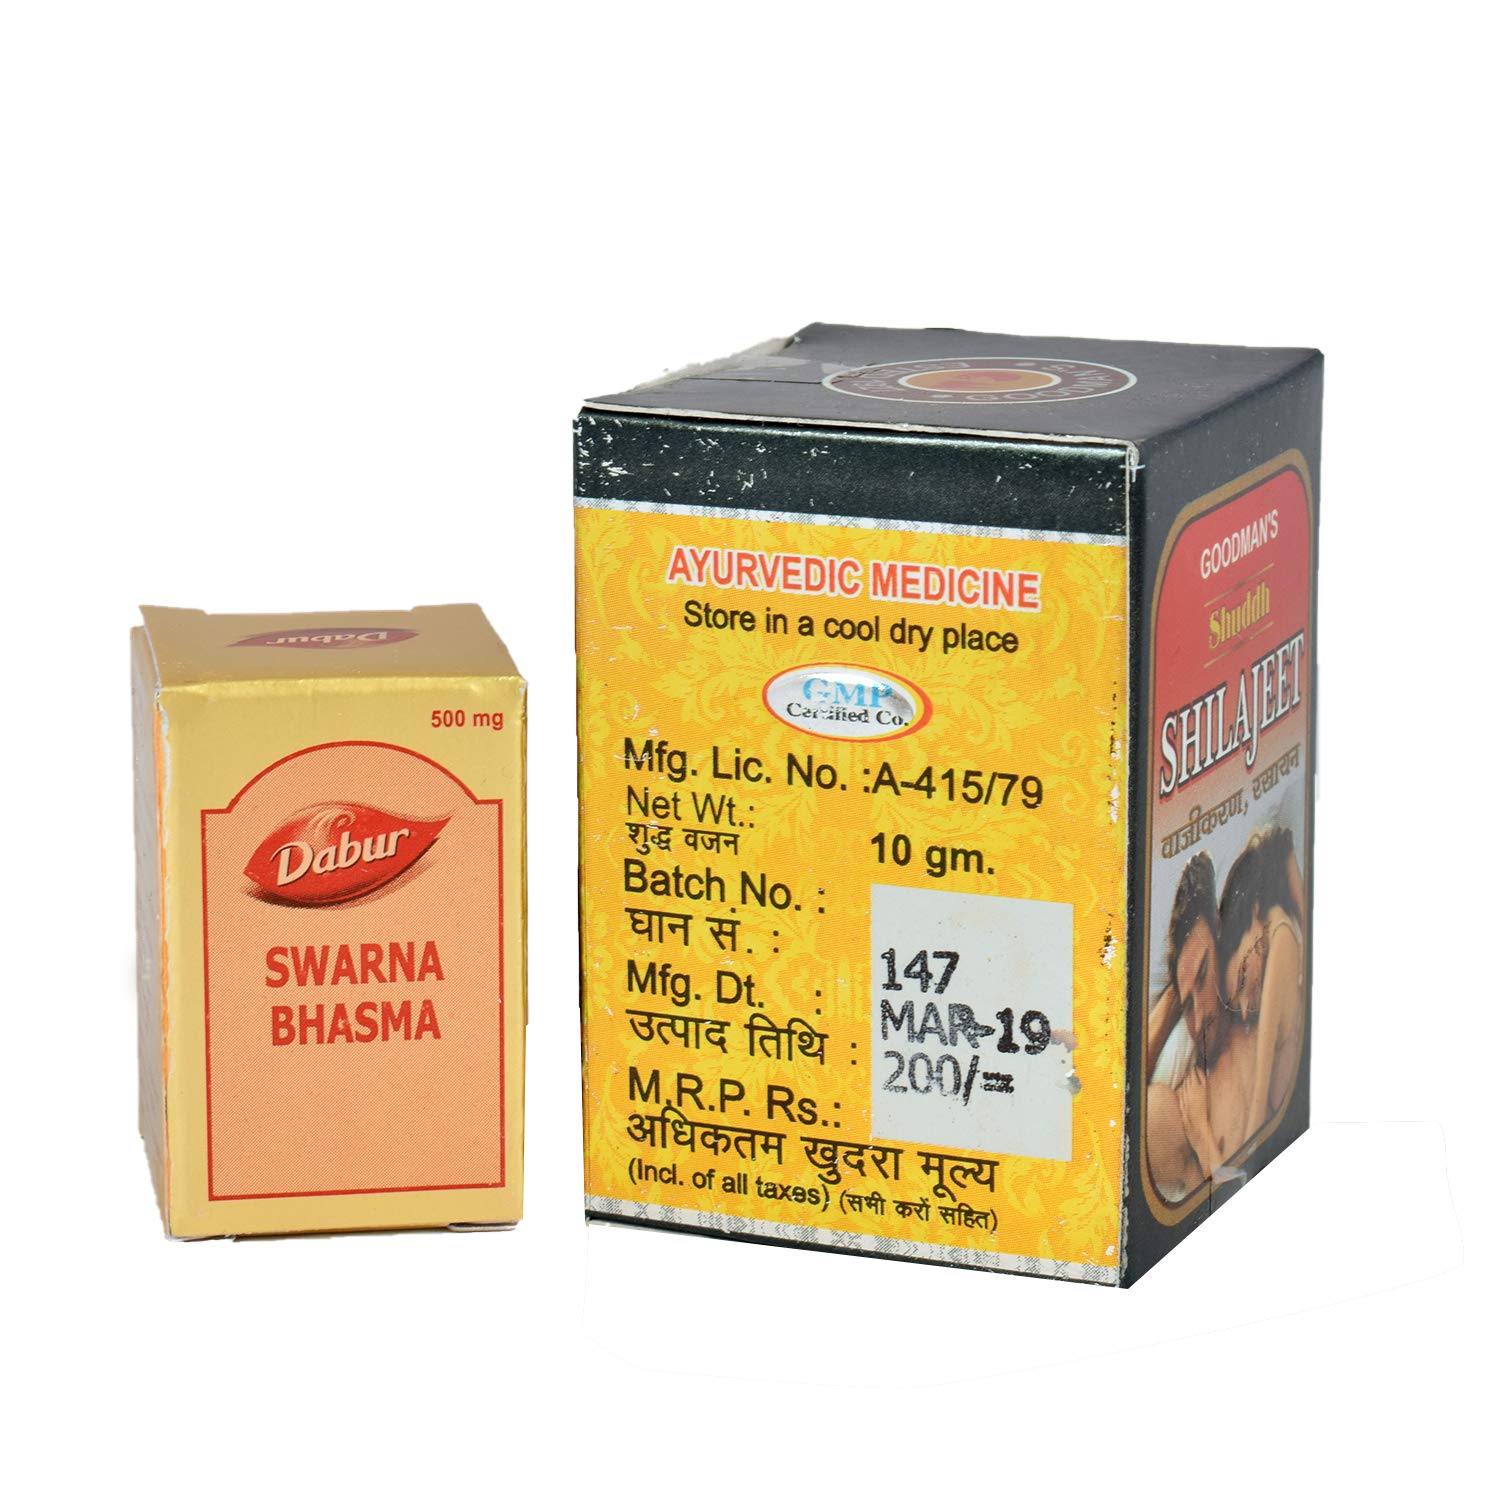 Dabur
500 mg
Dabur
SWARNA
BHASMA
GOODMAN'S
AYURVEDIC MEDICINE
Store in a cool dry place
GMP
Certified Co.
Mfg. Lic. No. :A-415/79
Net Wt.:
शुद्ध वजन
10 gm.
Batch No. :
घान सं. :
147
Mfg. Dt. :
उत्पाद तिथि :
MAR-19
M.R.P. Rs.:
200/=
अधिकतम खुदरा मूल्य
(Incl. of all taxes) (सभी करों सहित)
GOODMAN'S
Shuddh
SHILAJEET
वाजीकरण, रसायन